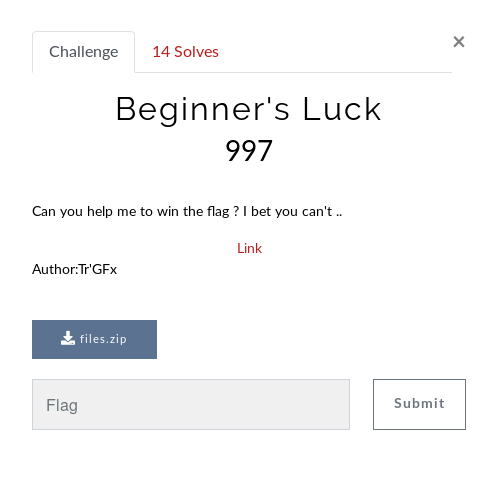 Challenge
14 Solves
×
Beginner's Luck
997
Can you help me to win the flag ? I bet you can't ..
Link
Author:Tr'GFx
files.zip
Flag
Submit